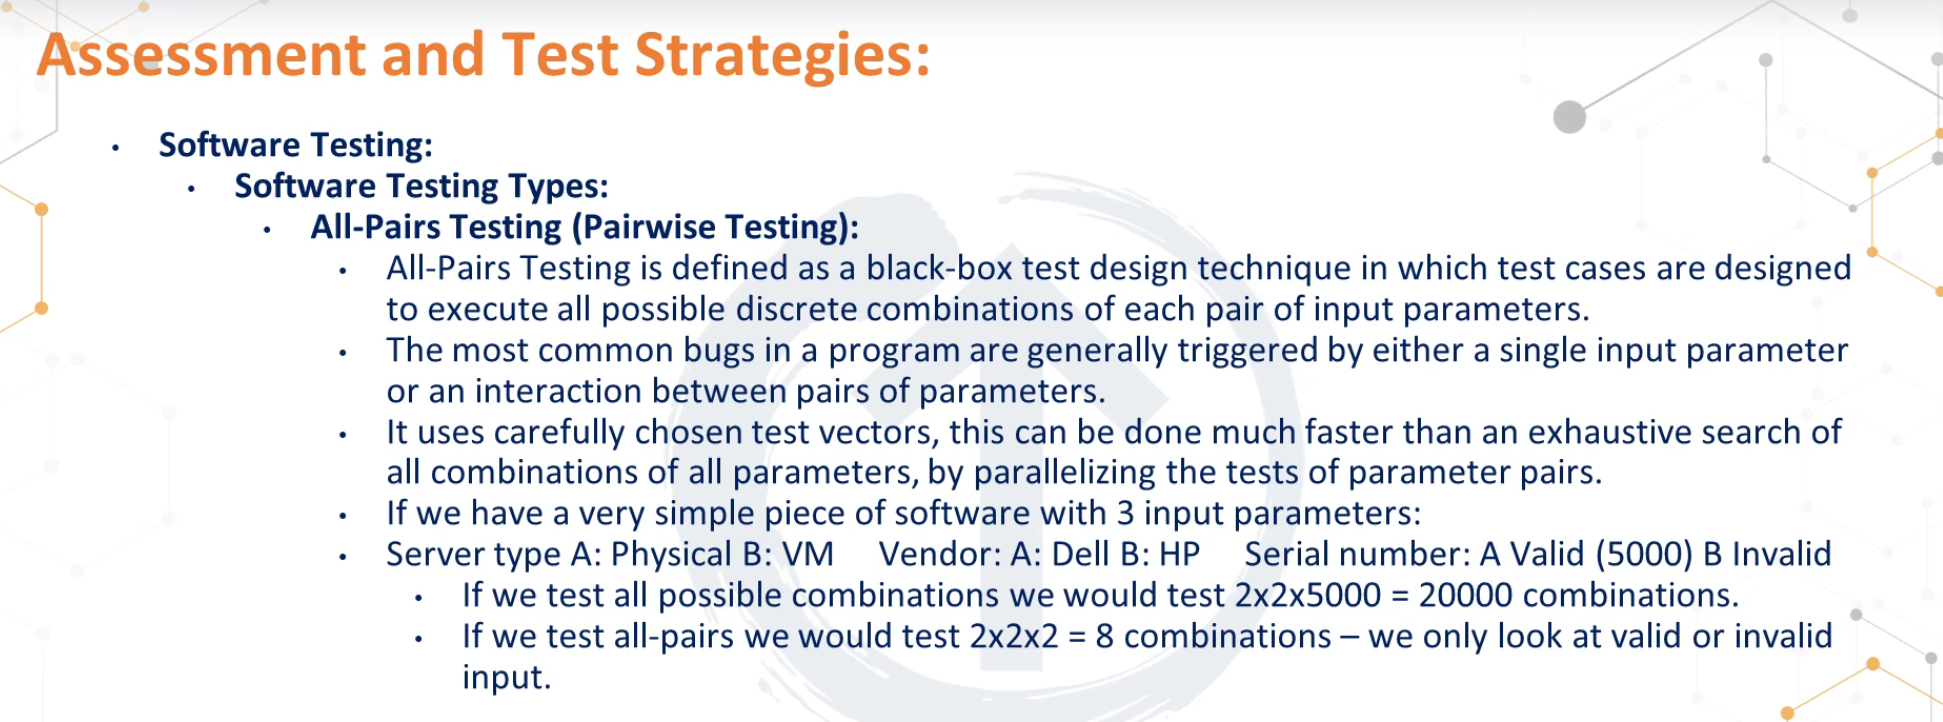 Assessment and Test Strategies:
• Software Testing:
• Software Testing Types:
• All-Pairs Testing (Pairwise Testing):
• All-Pairs Testing is defined as a black-box test design technique in which test cases are designed
to execute all possible discrete combinations of each pair of input parameters.
• The most common bugs in a program are generally triggered by either a single input parameter
or an interaction between pairs of parameters.
• It uses carefully chosen test vectors, this can be done much faster than an exhaustive search of
all combinations of all parameters, by parallelizing the tests of parameter pairs.
• If we have a very simple piece of software with 3 input parameters:
• Server type A: Physical B: VM Vendor: A: Dell B: HP Serial number: A Valid (5000) B Invalid
• If we test all possible combinations we would test 2x2x5000 = 20000 combinations.
• If we test all-pairs we would test 2x2x2 = 8 combinations – we only look at valid or invalid
input.